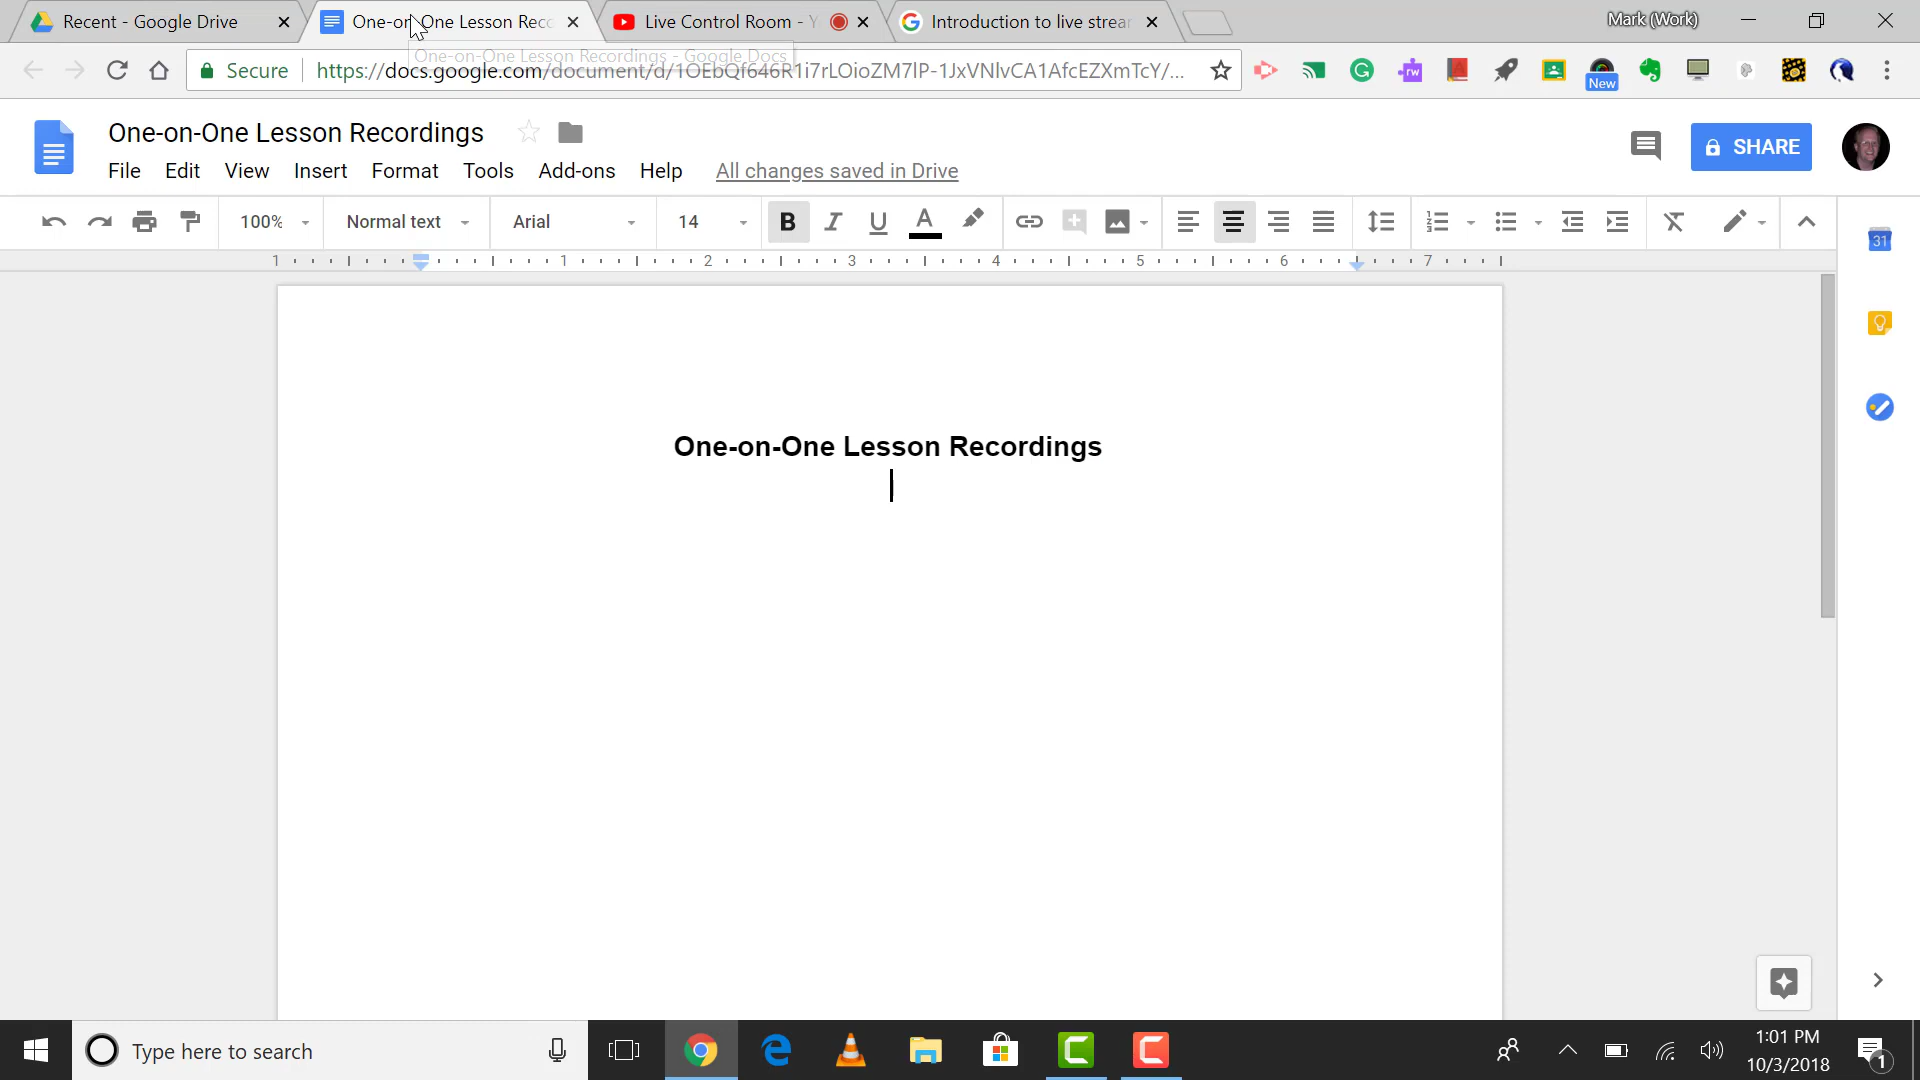 Recent - Google Drive
One-on-One Lesson Reco
Live Control Room - Y
Introduction to live strea
Mark (Work)
One-on-One Lesson Recordings - Google Docs
Secure
https://docs.google.com/document/d/1OEbQf646R1i7rLOioZM7lP-1JxVNlvCA1AfcEZXmTcY/...
rw
New
One-on-One Lesson Recordings
File Edit View Insert Format Tools Add-ons Help All changes saved in Drive
SHARE
100% Normal text Arial 14 B I U A
31
1 1 2 3 4 5 6 7
One-on-One Lesson Recordings
Type here to search
1:01 PM
10/3/2018
1